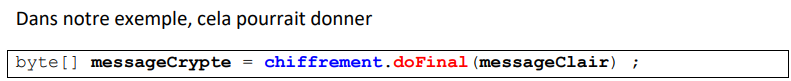 Dans notre exemple, cela pourrait donner
byte[] messageCrypte = chiffrement.doFinal(messageClair) ;